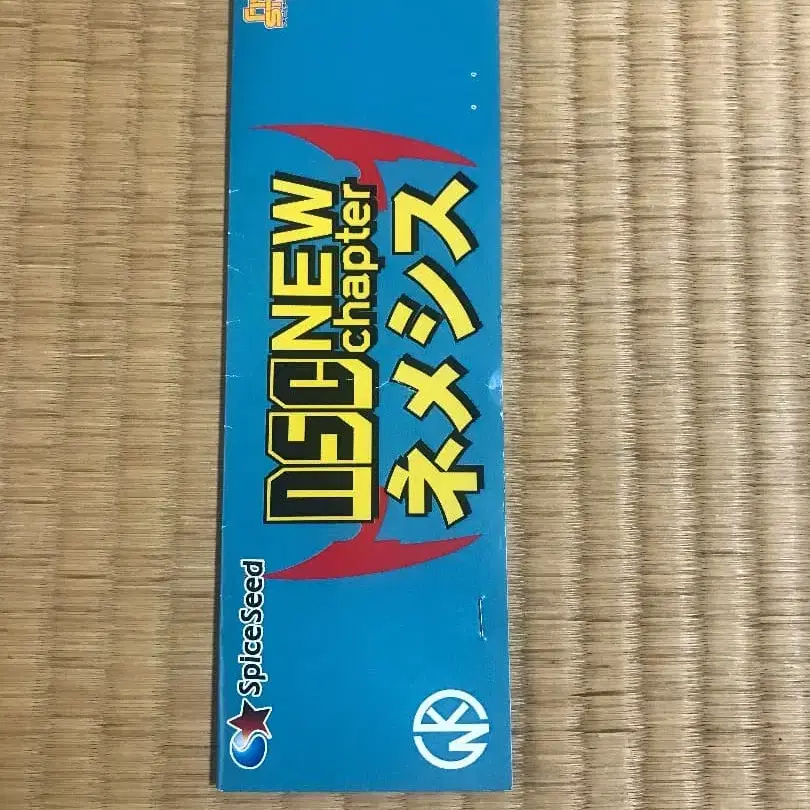 SpiceSeed
DSC NEW
chapter
ネメシス